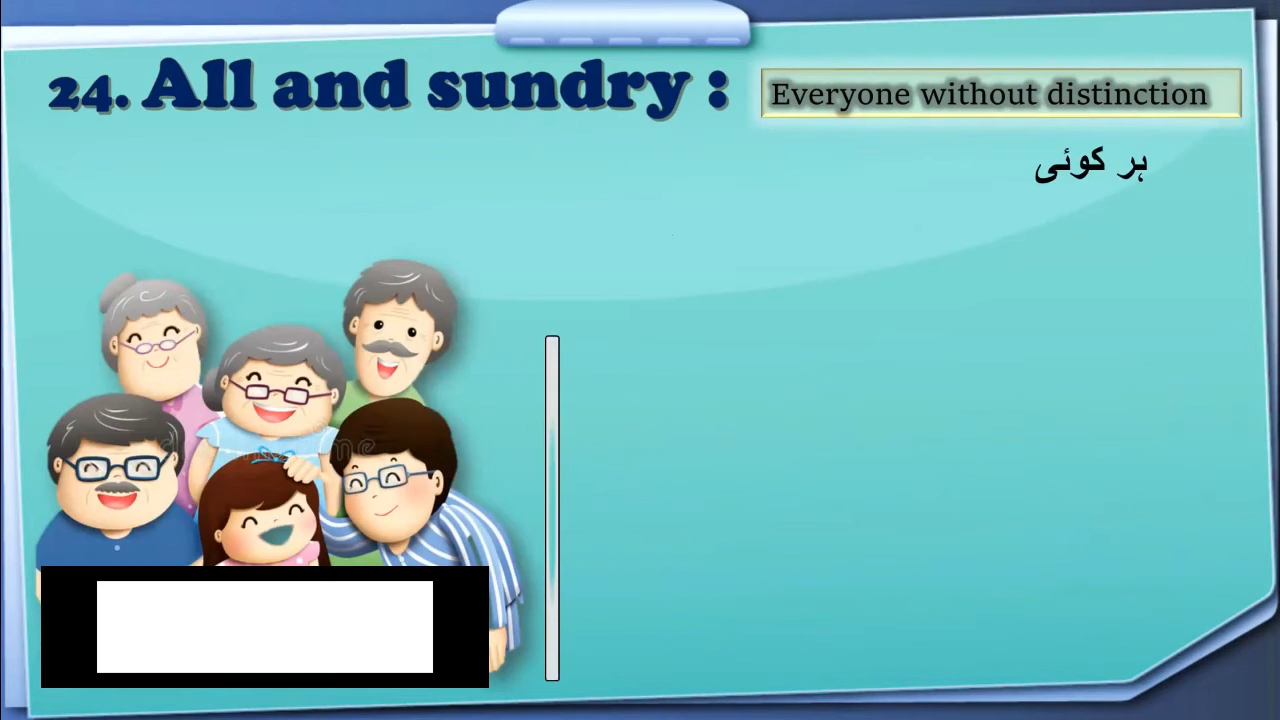 24. All and sundry :
Everyone without distinction
ہر کوئی